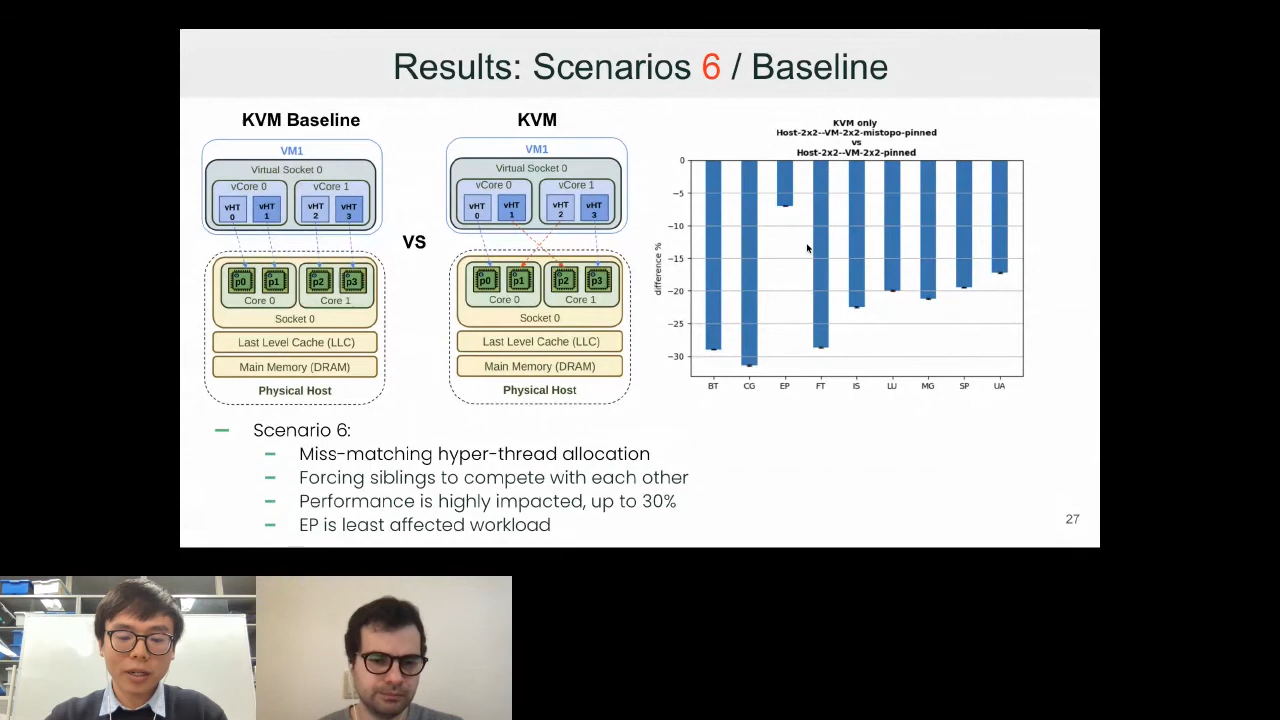 Results: Scenarios 6 / Baseline
KVM Baseline
VM1
Virtual Socket 0
vCore 0
vCore 1
vHT 0
vHT 1
vHT 2
vHT 3
p0
p1
p2
p3
Core 0
Core 1
Socket 0
Last Level Cache (LLC)
Main Memory (DRAM)
Physical Host
VS
KVM
VM1
Virtual Socket 0
vCore 0
vCore 1
vHT 0
vHT 1
vHT 2
vHT 3
p0
p1
p2
p3
Core 0
Core 1
Socket 0
Last Level Cache (LLC)
Main Memory (DRAM)
Physical Host
KVM only
Host-2x2--VM-2x2-mistopo-pinned
vs
Host-2x2--VM-2x2-pinned
difference %
0
−5
−10
−15
−20
−25
−30
BT CG EP FT IS LU MG SP UA
– Scenario 6:
– Miss-matching hyper-thread allocation
– Forcing siblings to compete with each other
– Performance is highly impacted, up to 30%
– EP is least affected workload
27